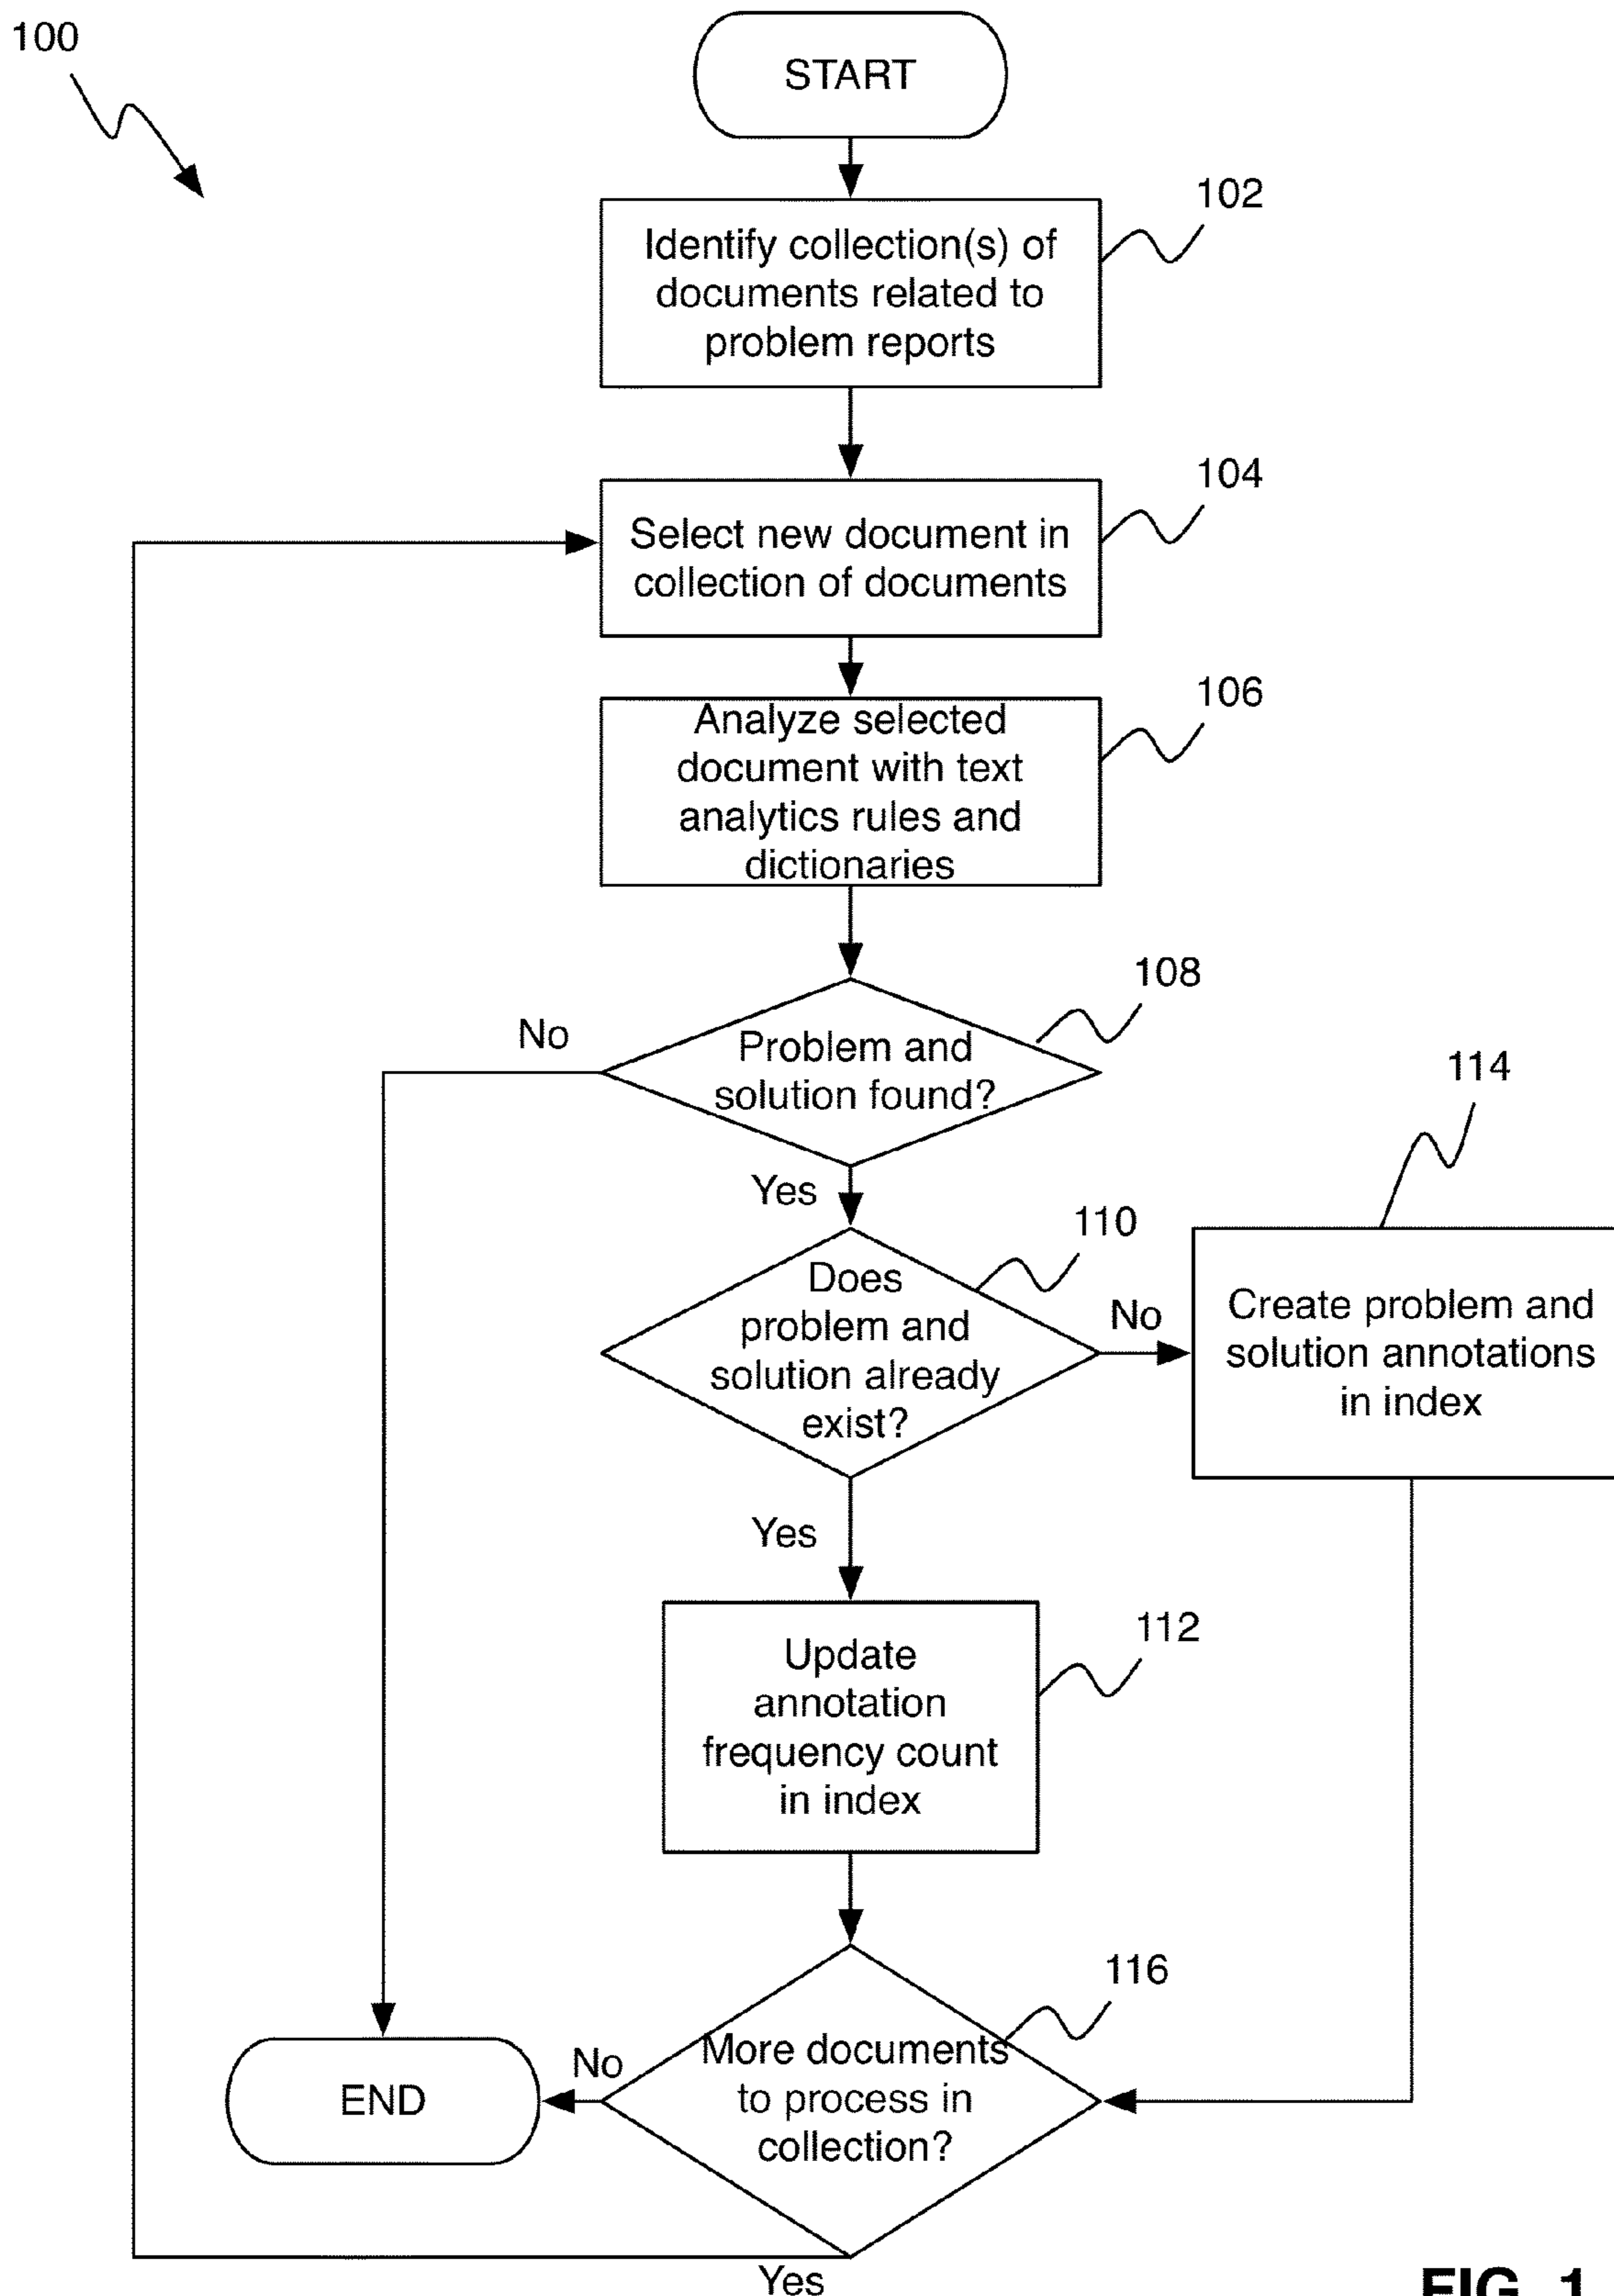 100
START
102
Identify collection(s) of
documents related to
problem reports
104
Select new document in
collection of documents
106
Analyze selected
document with text
analytics rules and
dictionaries
108
No
Problem and
solution found?
114
Yes
110
Does
problem and
solution already
exist?
No
Create problem and
solution annotations
in index
Yes
112
Update
annotation
frequency count
in index
116
More documents
to process in
collection?
No
END
Yes
FIG. 1